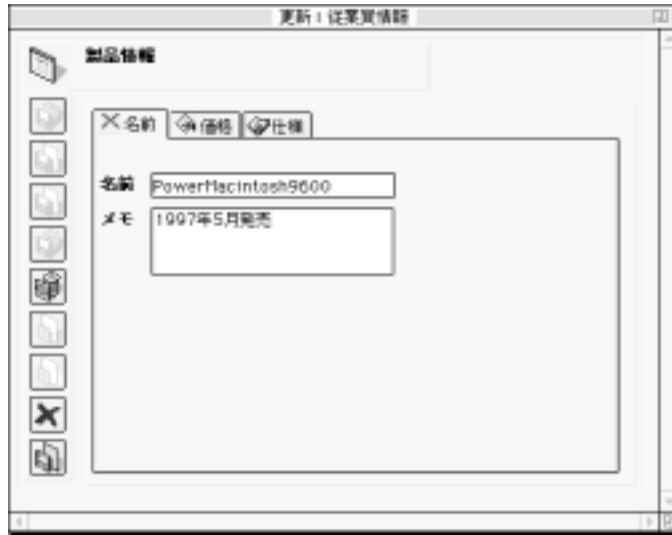 更新：従業員情報
製品情報
名前
価格
仕様
名前 PowerMacintosh9600
メモ 1997年5月発売